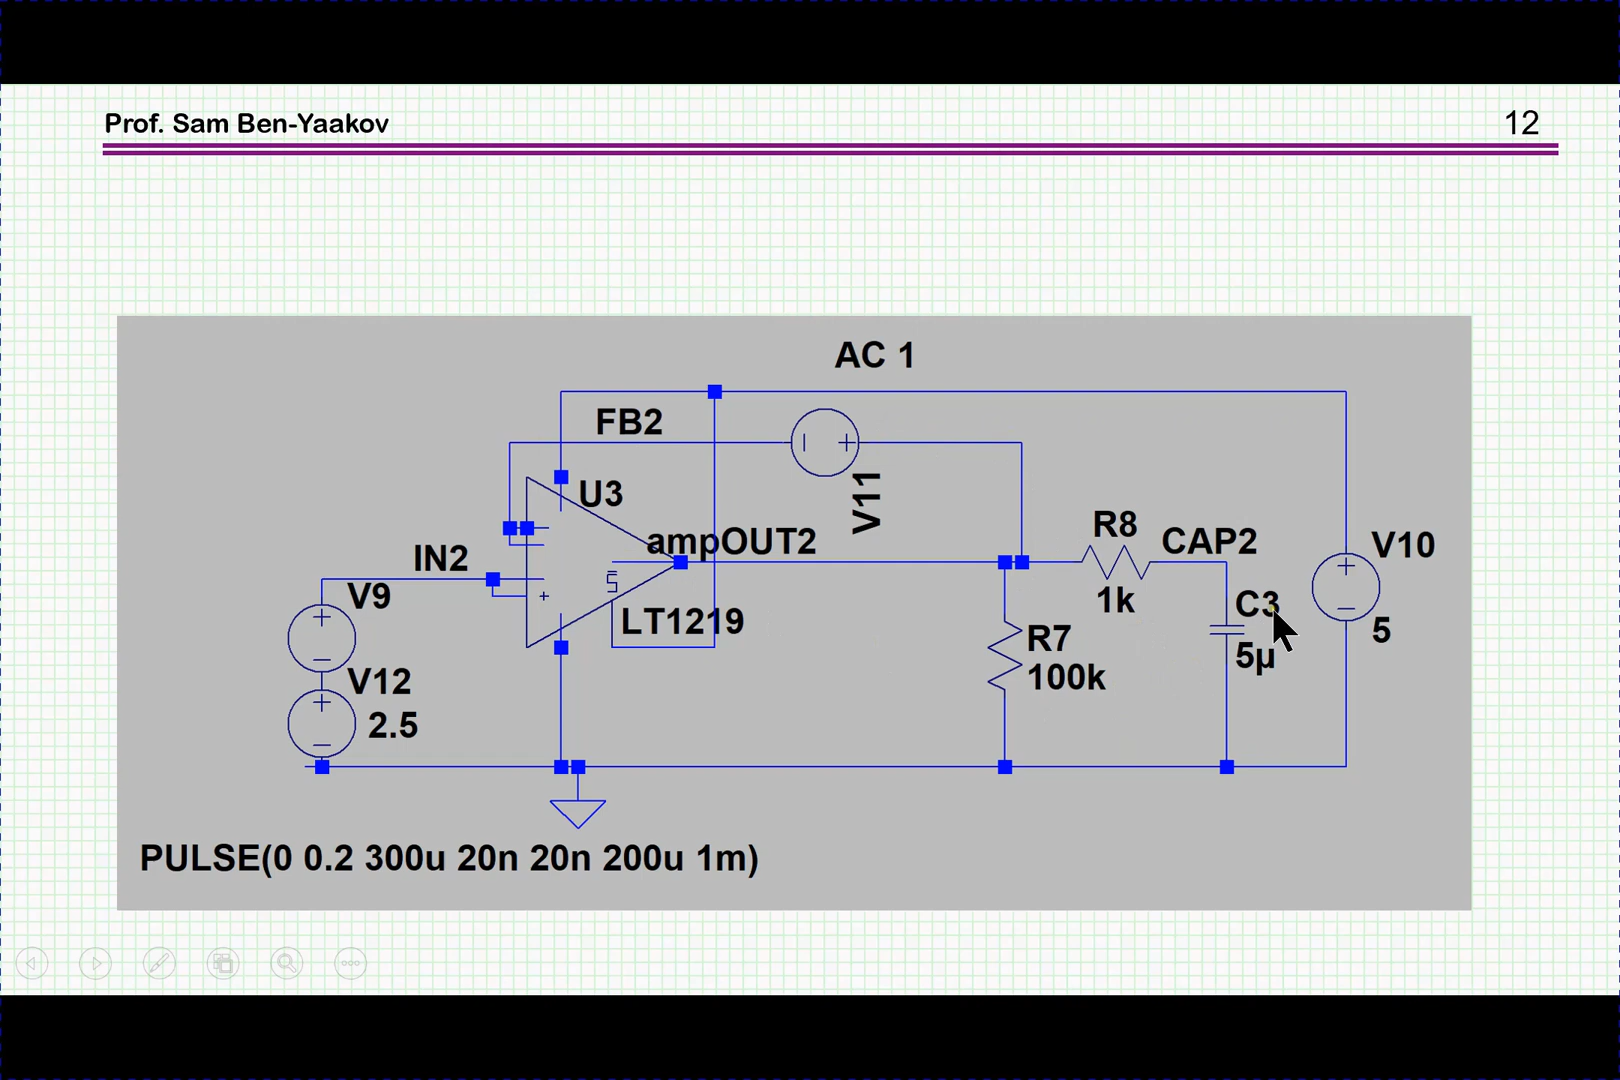 Prof. Sam Ben-Yaakov
12
AC 1
FB2
U3
V11
ampOUT2
R8
CAP2
V10
IN2
V9
1k
C3
LT1219
5
R7
5µ
V12
100k
2.5
PULSE(0 0.2 300u 20n 20n 200u 1m)